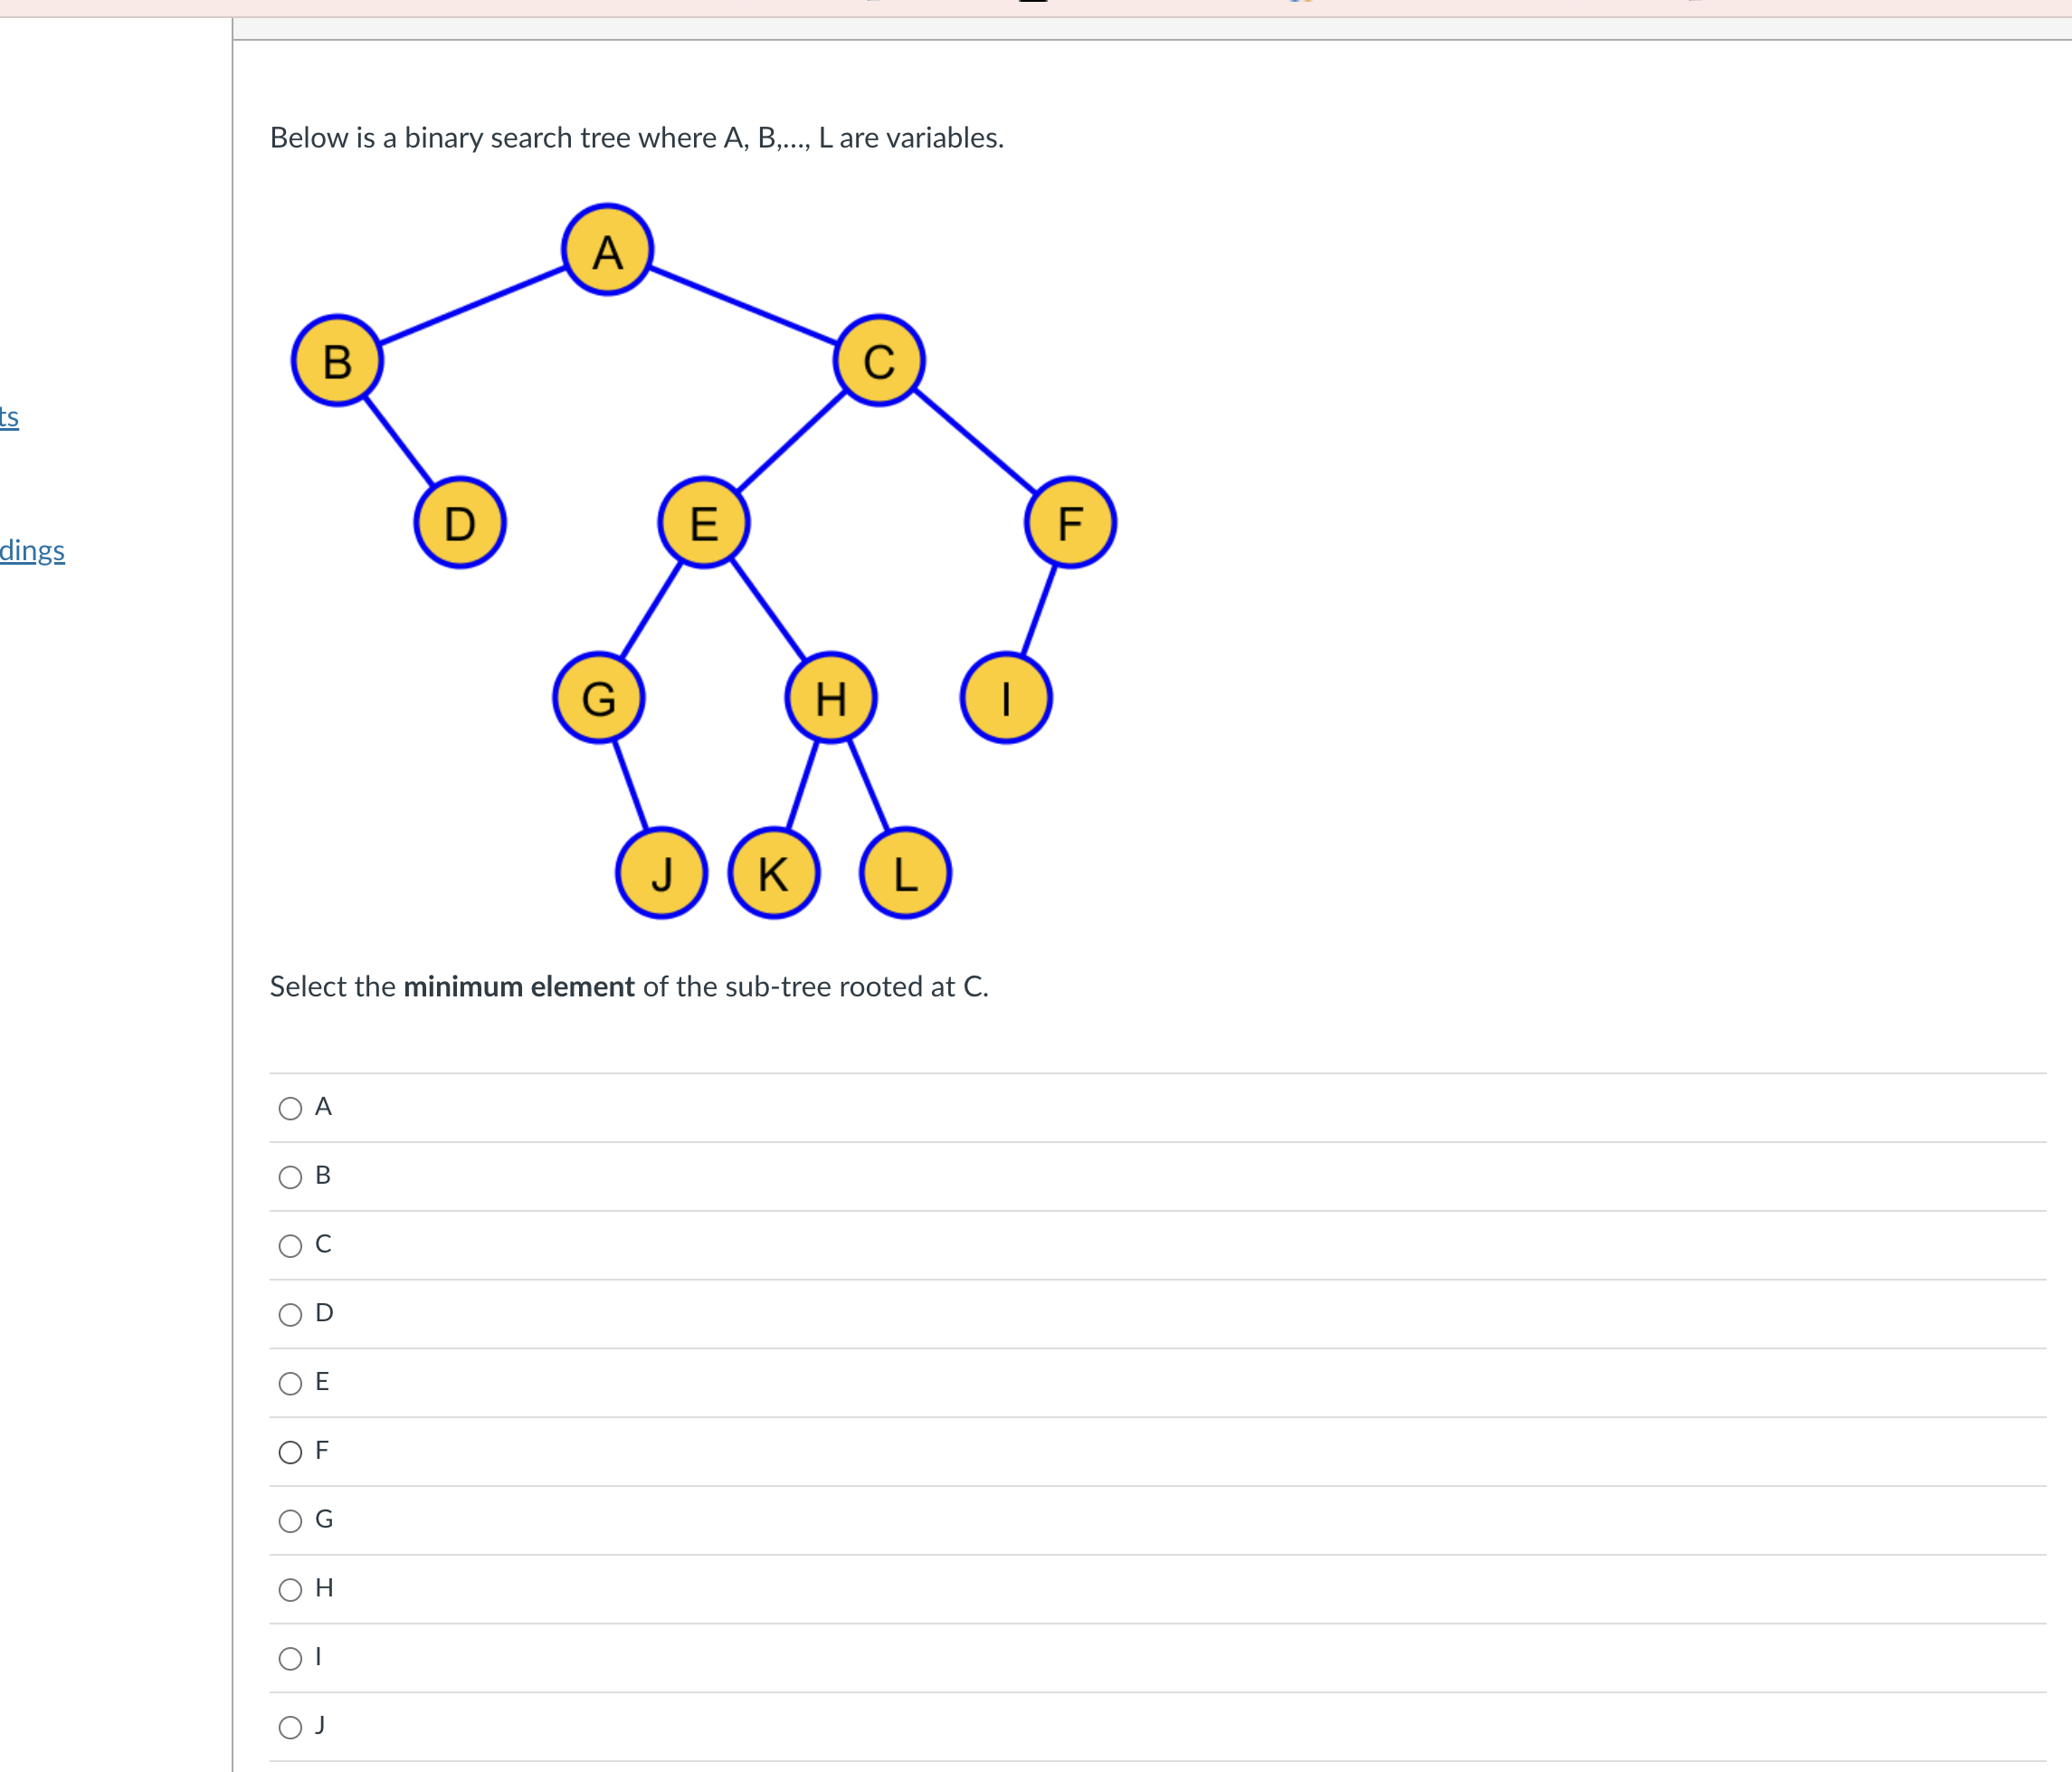 Below is a binary search tree where A, B,..., L are variables.
A
B
C
ts
D
E
F
dings
G
H
I
J
K
L
Select the minimum element of the sub-tree rooted at C.
A
B
C
D
E
F
G
H
I
J